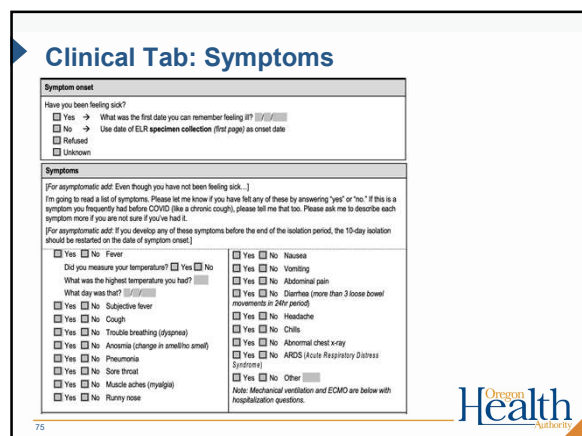 Clinical Tab: Symptoms
Symptom onset
Have you been feeling sick?
Yes → What was the first date you can remember feeling ill? / /
No → Use date of ELR specimen collection (first page) as onset date
Refused
Unknown
Symptoms
[For asymptomatic add: Even though you have not been feeling sick...]
I'm going to read a list of symptoms. Please let me know if you have felt any of these by answering "yes" or "no." If this is a
symptom you frequently had before COVID (like a chronic cough), please tell me that too. Please ask me to describe each
symptom more if you are not sure if you've had it.
[For asymptomatic add: If you develop any of these symptoms before the end of the isolation period, the 10-day isolation
should be restarted on the date of symptom onset.]
Yes No Fever
Did you measure your temperature? Yes No
What was the highest temperature you had?
What day was that? / /
Yes No Subjective fever
Yes No Cough
Yes No Trouble breathing (dyspnea)
Yes No Anosmia (change in smell/no smell)
Yes No Pneumonia
Yes No Sore throat
Yes No Muscle aches (myalgia)
Yes No Runny nose
Yes No Nausea
Yes No Vomiting
Yes No Abdominal pain
Yes No Diarrhea (more than 3 loose bowel
movements in 24hr period)
Yes No Headache
Yes No Chills
Yes No Abnormal chest x-ray
Yes No ARDS (Acute Respiratory Distress
Syndrome)
Yes No Other
Note: Mechanical ventilation and ECMO are below with
hospitalization questions.
75
Oregon
Health
Authority